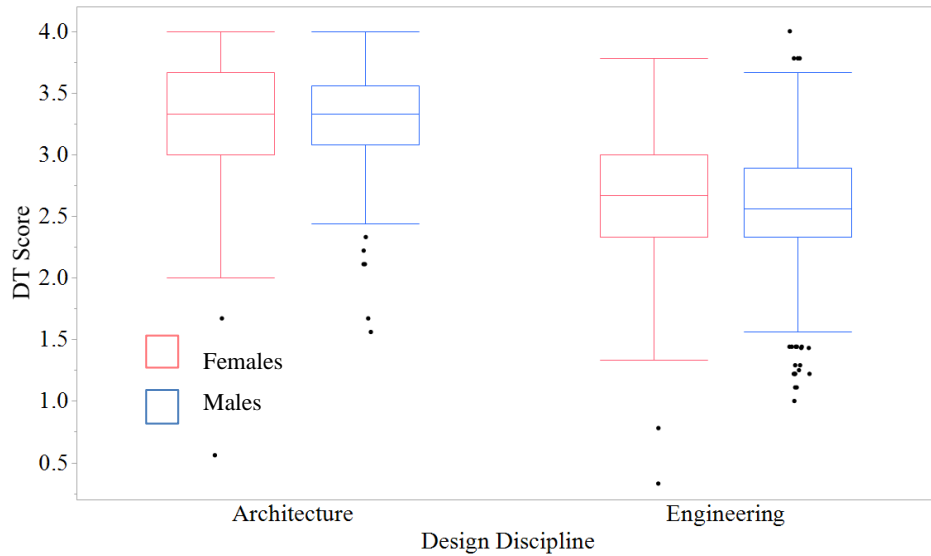 DT Score
4.0
3.5
3.0
2.5
2.0
1.5
1.0
0.5
Females
Males
Architecture
Engineering
Design Discipline